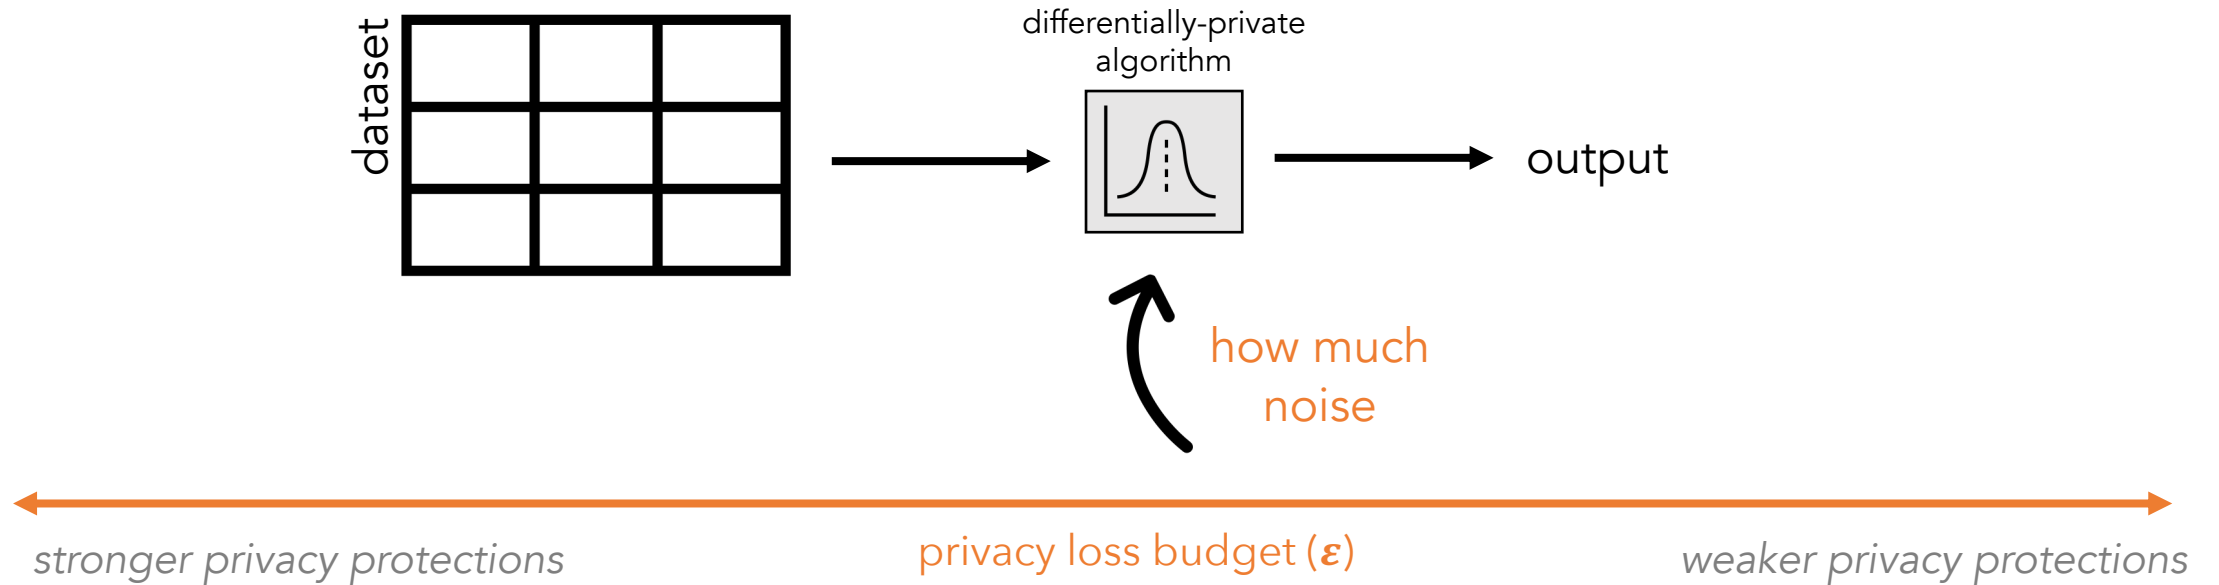 dataset
differentially-private
algorithm
output
how much
noise
stronger privacy protections
privacy loss budget (ε)
weaker privacy protections